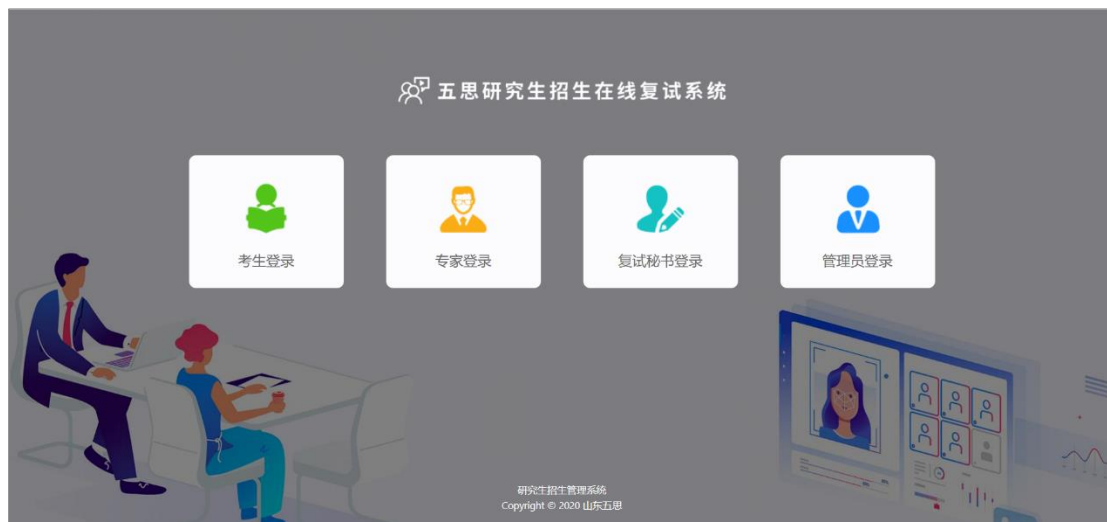 五思研究生招生在线复试系统
考生登录
专家登录
复试秘书登录
管理员登录
研究生招生管理系统
Copyright © 2020 山东五思